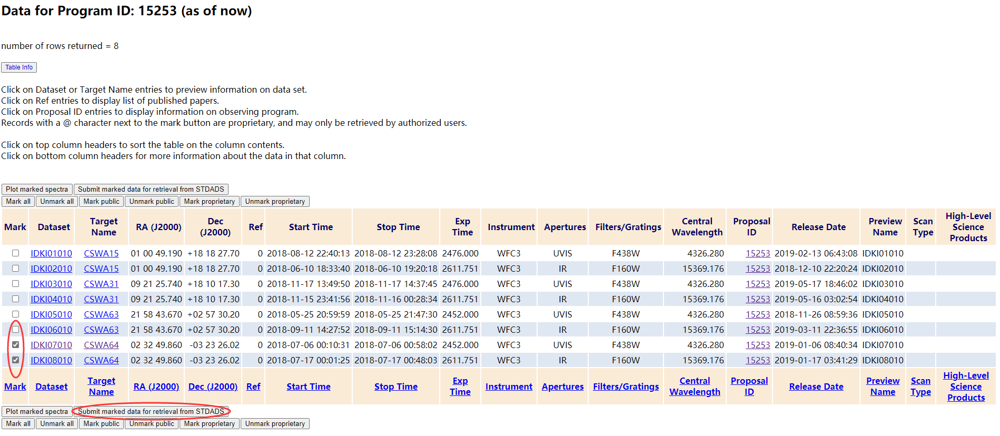 Data for Program ID: 15253 (as of now)
number of rows returned = 8
Table Info
Click on Dataset or Target Name entries to preview information on data set.
Click on Ref entries to display list of published papers.
Click on Proposal ID entries to display information on observing program.
Records with a @ character next to the mark button are proprietary, and may only be retrieved by authorized users.
Click on top column headers to sort the table on the column contents.
Click on bottom column headers for more information about the data in that column.
Plot marked spectra Submit marked data for retrieval from STDADS
Mark all Unmark all Mark public Unmark public Mark proprietary Unmark proprietary
Mark Dataset Target Name RA (J2000) Dec (J2000) Ref Start Time Stop Time Exp Time Instrument Apertures Filters/Gratings Central Wavelength Proposal ID Release Date Preview Name Scan Type High-Level Science Products
IDKI01010 CSWA15 01 00 49.190 +18 18 27.70 0 2018-08-12 22:40:13 2018-08-12 23:28:08 2476.000 WFC3 UVIS F438W 4326.280 15253 2019-02-13 06:43:08 IDKI01010
IDKI02010 CSWA15 01 00 49.190 +18 18 27.70 0 2018-06-10 18:33:40 2018-06-10 19:20:18 2611.751 WFC3 IR F160W 15369.176 15253 2018-12-10 22:20:24 IDKI02010
IDKI03010 CSWA31 09 21 25.740 +18 10 17.30 0 2018-11-17 13:49:50 2018-11-17 14:37:45 2476.000 WFC3 UVIS F438W 4326.280 15253 2019-05-17 18:46:02 IDKI03010
IDKI04010 CSWA31 09 21 25.740 +18 10 17.30 0 2018-11-15 23:41:56 2018-11-16 00:28:34 2611.751 WFC3 IR F160W 15369.176 15253 2019-05-16 03:02:54 IDKI04010
IDKI05010 CSWA63 21 58 43.670 +02 57 30.20 0 2018-05-25 20:59:59 2018-05-25 21:47:30 2452.000 WFC3 UVIS F438W 4326.280 15253 2018-11-26 08:59:36 IDKI05010
IDKI06010 CSWA63 21 58 43.670 +02 57 30.20 0 2018-09-11 14:27:52 2018-09-11 15:14:30 2611.751 WFC3 IR F160W 15369.176 15253 2019-03-11 22:36:55 IDKI06010
IDKI07010 CSWA64 02 32 49.860 -03 23 26.02 0 2018-07-06 00:10:31 2018-07-06 00:58:02 2452.000 WFC3 UVIS F438W 4326.280 15253 2019-01-06 08:40:34 IDKI07010
IDKI08010 CSWA64 02 32 49.860 -03 23 26.02 0 2018-07-17 00:01:25 2018-07-17 00:48:03 2611.751 WFC3 IR F160W 15369.176 15253 2019-01-17 03:41:29 IDKI08010
Mark Dataset Target Name RA (J2000) Dec (J2000) Ref Start Time Stop Time Exp Time Instrument Apertures Filters/Gratings Central Wavelength Proposal ID Release Date Preview Name Scan Type High-Level Science Products
Plot marked spectra Submit marked data for retrieval from STDADS
Mark all Unmark all Mark public Unmark public Mark proprietary Unmark proprietary